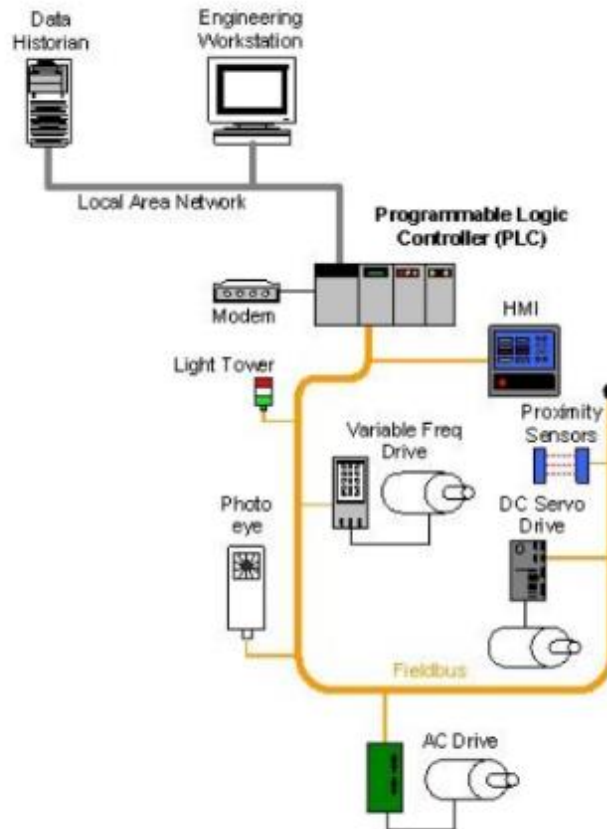 Data
Historian
Engineering
Workstation
Local Area Network
Programmable Logic
Controller (PLC)
Modem
HMI
Light Tower
Proximity
Sensors
Variable Freq
Drive
Photo
eye
DC Servo
Drive
Fieldbus
AC Drive